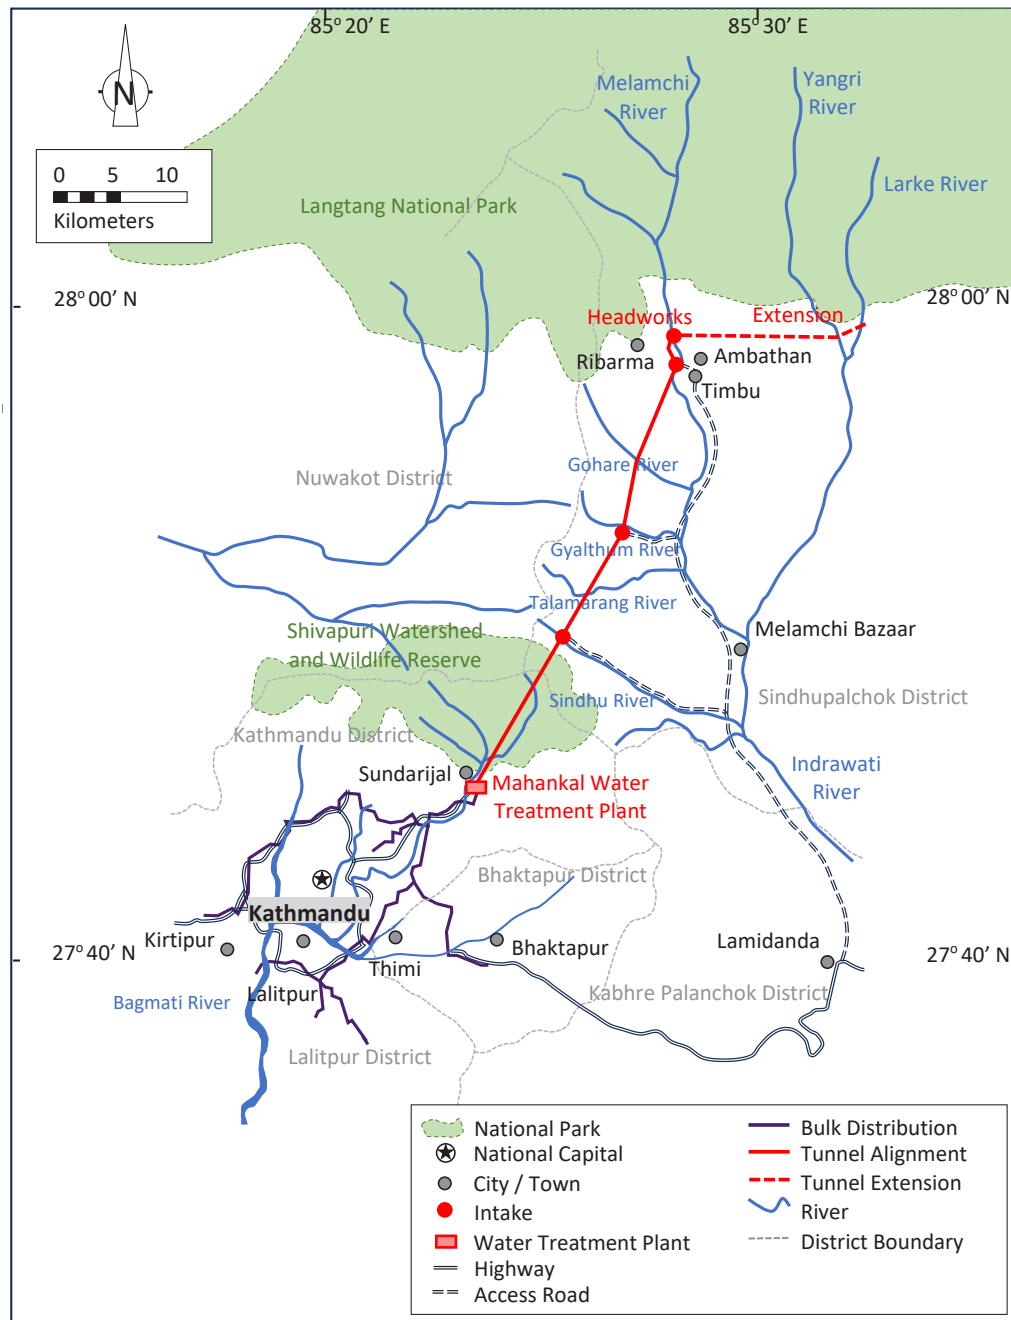 85° 20’ E
85° 30’ E
N
Melamchi
River
Yangri
River
0 5 10
Kilometers
Larke River
Langtang National Park
28° 00’ N
28° 00’ N
Headworks
Extension
Ribarma
Ambathan
Timbu
Gohare River
Nuwakot District
Gyalthum River
Talamarang River
Shivapuri Watershed
and Wildlife Reserve
Melamchi Bazaar
Sindhu River
Sindhupalchok District
Kathmandu District
Sundarijal
Mahankal Water
Treatment Plant
Indrawati
River
Bhaktapur District
Kathmandu
Kirtipur
Bhaktapur
Lamidanda
27° 40’ N
27° 40’ N
Thimi
Lalitpur
Bagmati River
Kabhre Palanchok District
Lalitpur District
National Park
National Capital
City / Town
Intake
Water Treatment Plant
Highway
Access Road
Bulk Distribution
Tunnel Alignment
Tunnel Extension
River
District Boundary